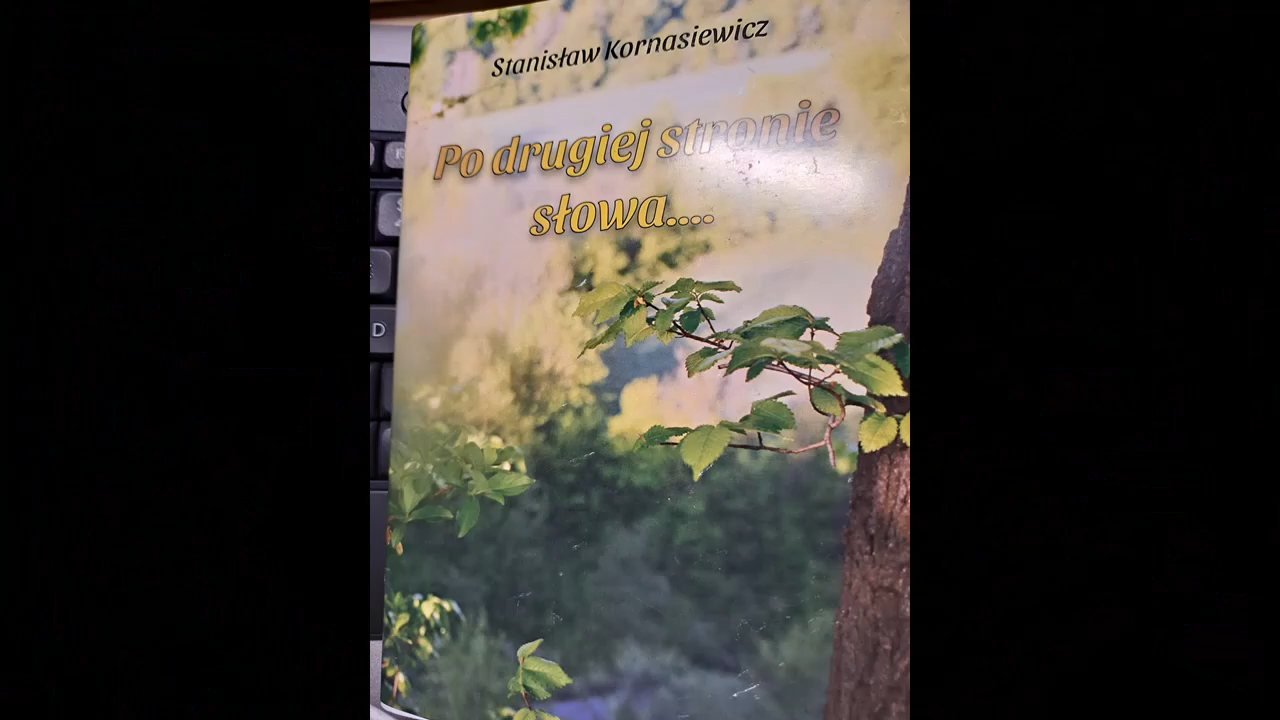 Stanisław Kornasiewicz
Po drugiej stronie
słowa....
D